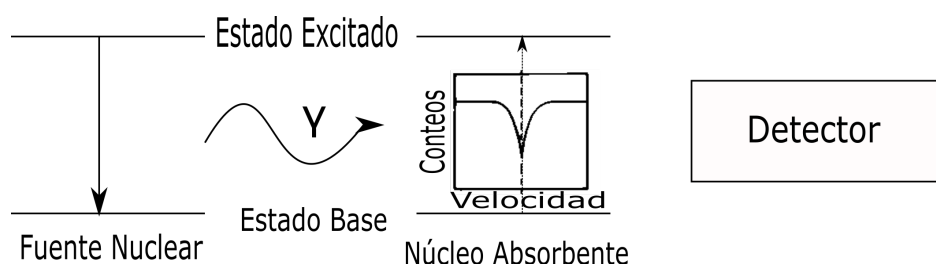 Estado Excitado
γ
Conteos
Velocidad
Detector
Estado Base
Fuente Nuclear
Núcleo Absorbente